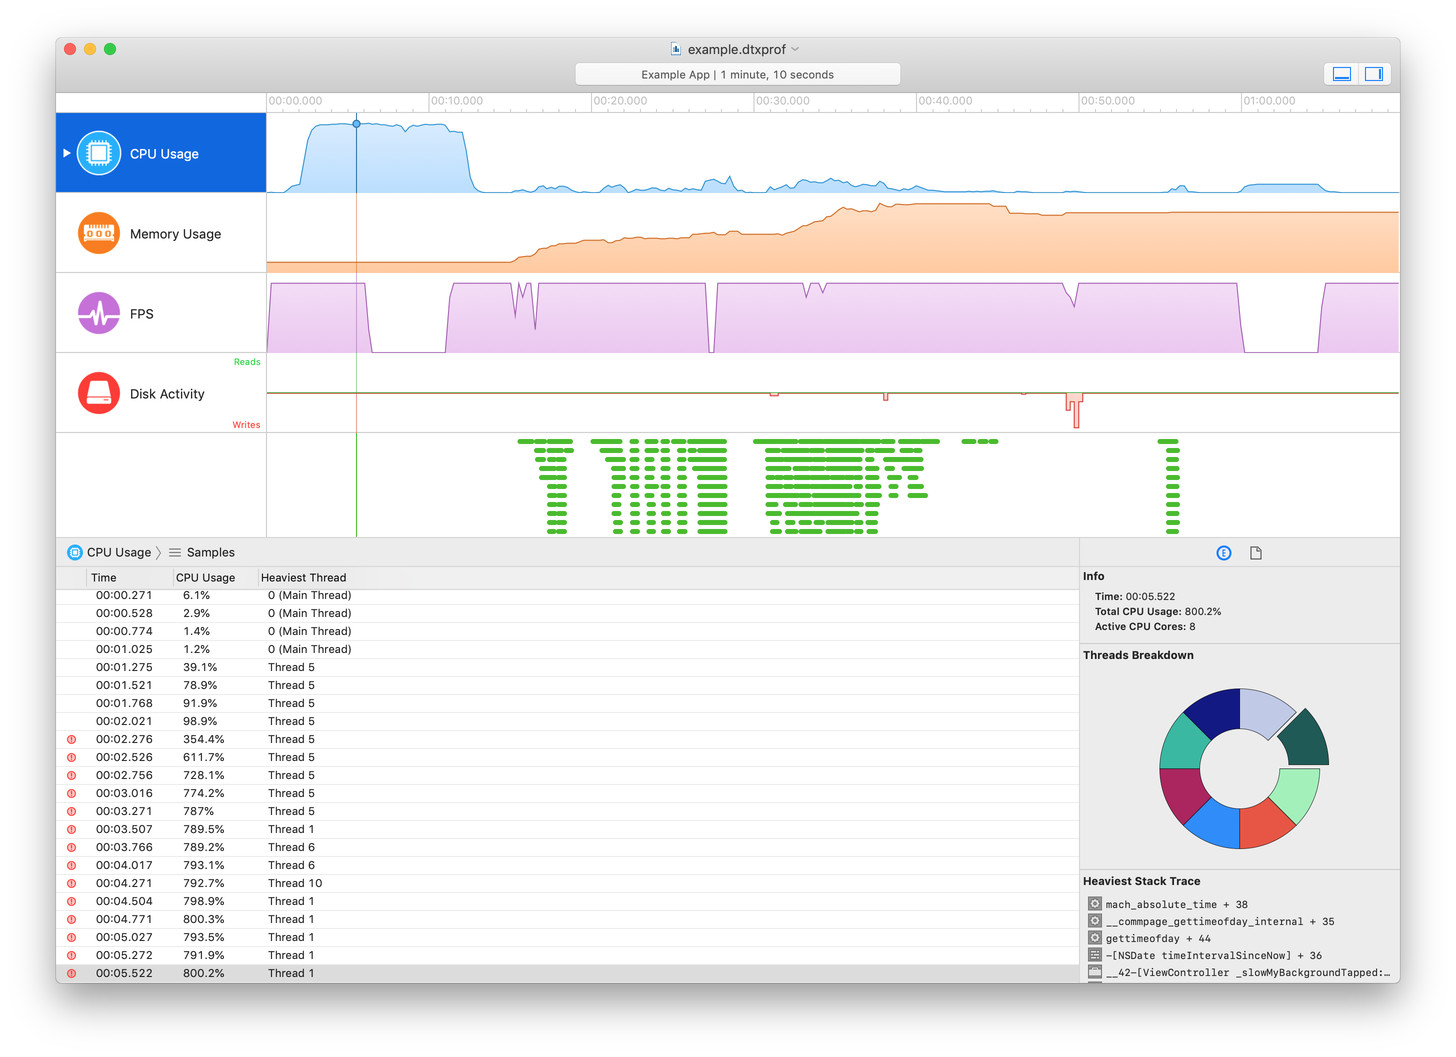 example.dtxprof
Example App | 1 minute, 10 seconds
00:00.000 00:10.000 00:20.000 00:30.000 00:40.000 00:50.000 01:00.000
CPU Usage
Memory Usage
FPS
Reads
Disk Activity
Writes
CPU Usage Samples
Time CPU Usage Heaviest Thread
00:00.271 6.1% 0 (Main Thread)
00:00.528 2.9% 0 (Main Thread)
00:00.774 1.4% 0 (Main Thread)
00:01.025 1.2% 0 (Main Thread)
00:01.275 39.1% Thread 5
00:01.521 78.9% Thread 5
00:01.768 91.9% Thread 5
00:02.021 98.9% Thread 5
00:02.276 354.4% Thread 5
00:02.526 611.7% Thread 5
00:02.756 728.1% Thread 5
00:03.016 774.2% Thread 5
00:03.271 787% Thread 5
00:03.507 789.5% Thread 1
00:03.766 789.2% Thread 6
00:04.017 793.1% Thread 6
00:04.271 792.7% Thread 10
00:04.504 798.9% Thread 1
00:04.771 800.3% Thread 1
00:05.027 793.5% Thread 1
00:05.272 791.9% Thread 1
00:05.522 800.2% Thread 1
E
Info
Time: 00:05.522
Total CPU Usage: 800.2%
Active CPU Cores: 8
Threads Breakdown
Heaviest Stack Trace
mach_absolute_time + 38
__commpage_gettimeofday_internal + 35
gettimeofday + 44
-[NSDate timeIntervalSinceNow] + 36
__42-[ViewController _slowMyBackgroundTapped:…